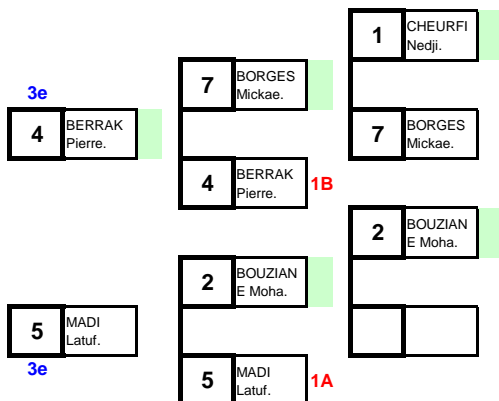 3e
4 BERRAK
Pierre.
5 MADI
Latuf.
3e
7 BORGES
Mickae.
4 BERRAK
Pierre. 1B
2 BOUZIAN
E Moha.
5 MADI
Latuf. 1A
1 CHEURFI
Nedji.
7 BORGES
Mickae.
2 BOUZIAN
E Moha.